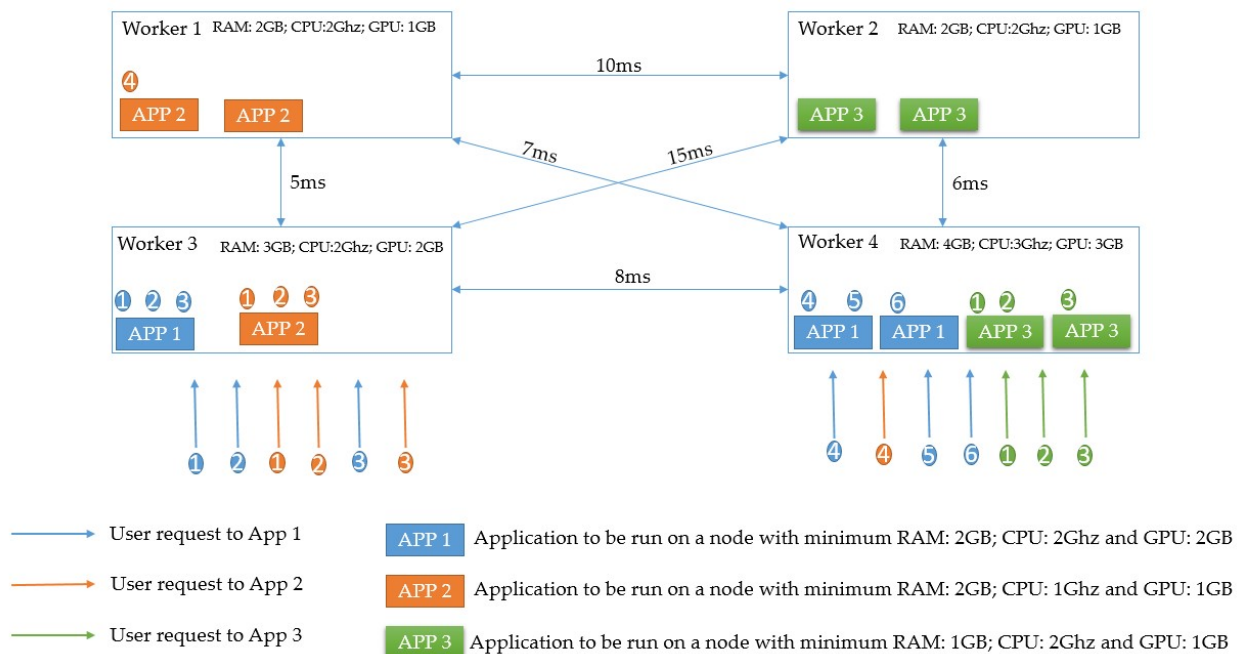 Worker 1 RAM: 2GB; CPU:2Ghz; GPU: 1GB
4
APP 2 APP 2
10ms
Worker 2 RAM: 2GB; CPU:2Ghz; GPU: 1GB
APP 3 APP 3
5ms
7ms
15ms
6ms
Worker 3 RAM: 3GB; CPU:2Ghz; GPU: 2GB
1 2 3 1 2 3
APP 1 APP 2
8ms
Worker 4 RAM: 4GB; CPU:3Ghz; GPU: 3GB
4 5 6 1 2 3
APP 1 APP 1 APP 3 APP 3
1 2 1 2 3 3
4 4 5 6 1 2 3
User request to App 1
APP 1 Application to be run on a node with minimum RAM: 2GB; CPU: 2Ghz and GPU: 2GB
User request to App 2
APP 2 Application to be run on a node with minimum RAM: 2GB; CPU: 1Ghz and GPU: 1GB
User request to App 3
APP 3 Application to be run on a node with minimum RAM: 1GB; CPU: 2Ghz and GPU: 1GB